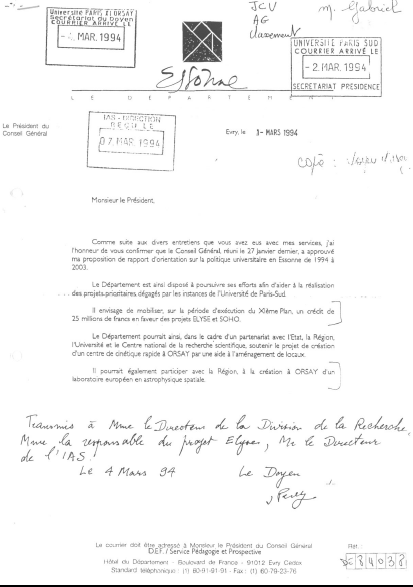 Université PARIS XI ORSAY
Secrétariat du Doyen
COURRIER ARRIVÉ LE
MAR. 1994
JCV
AG
classement
M. Gabriel
UNIVERSITÉ PARIS SUD
COURRIER ARRIVÉ LE
- 2. MAR. 1994
SECRÉTARIAT PRÉSIDENCE
Essonne
LE DÉPARTEMENT
Le Président du
Conseil Général
IAS - DIRECTION
REÇU LE
07 MAR. 1994
Evry, le 1- MARS 1994
copie :
Monsieur le Président,
Comme suite aux divers entretiens que vous avez eus avec mes services, j'ai
l'honneur de vous confirmer que le Conseil Général, réuni le 27 janvier dernier, a approuvé
ma proposition de rapport d'orientation sur la politique universitaire en Essonne de 1994 à
2003.
Le Département est ainsi disposé à poursuivre ses efforts afin d'aider à la réalisation
des projets prioritaires dégagés par les instances de l'Université de Paris-Sud.
Il envisage de mobiliser, sur la période d'exécution du XIème Plan, un crédit de
25 millions de francs en faveur des projets ELYSE et SOHO.
Le Département pourrait ainsi, dans le cadre d'un partenariat avec l'Etat, la Région,
l'Université et le Centre national de la recherche scientifique, soutenir le projet de création
d'un centre de cinétique rapide à ORSAY par une aide à l'aménagement de locaux.
Il pourrait également participer avec la Région, à la création à ORSAY d'un
laboratoire européen en astrophysique spatiale.
Transmis à Mme le Directeur de la Division de la Recherche,
Mme la responsable du projet Elyse, Mr le Directeur
de l'IAS.
Le 4 Mars 94
Le Doyen
Le courrier doit être adressé à Monsieur le Président du Conseil Général
D.E.F. / Service Pédagogie et Prospective
Hôtel du Département - Boulevard de France - 91012 Evry Cedex
Standard téléphonique : (1) 60-91-91-91 - Fax : (1) 60-79-23-76
Réf.